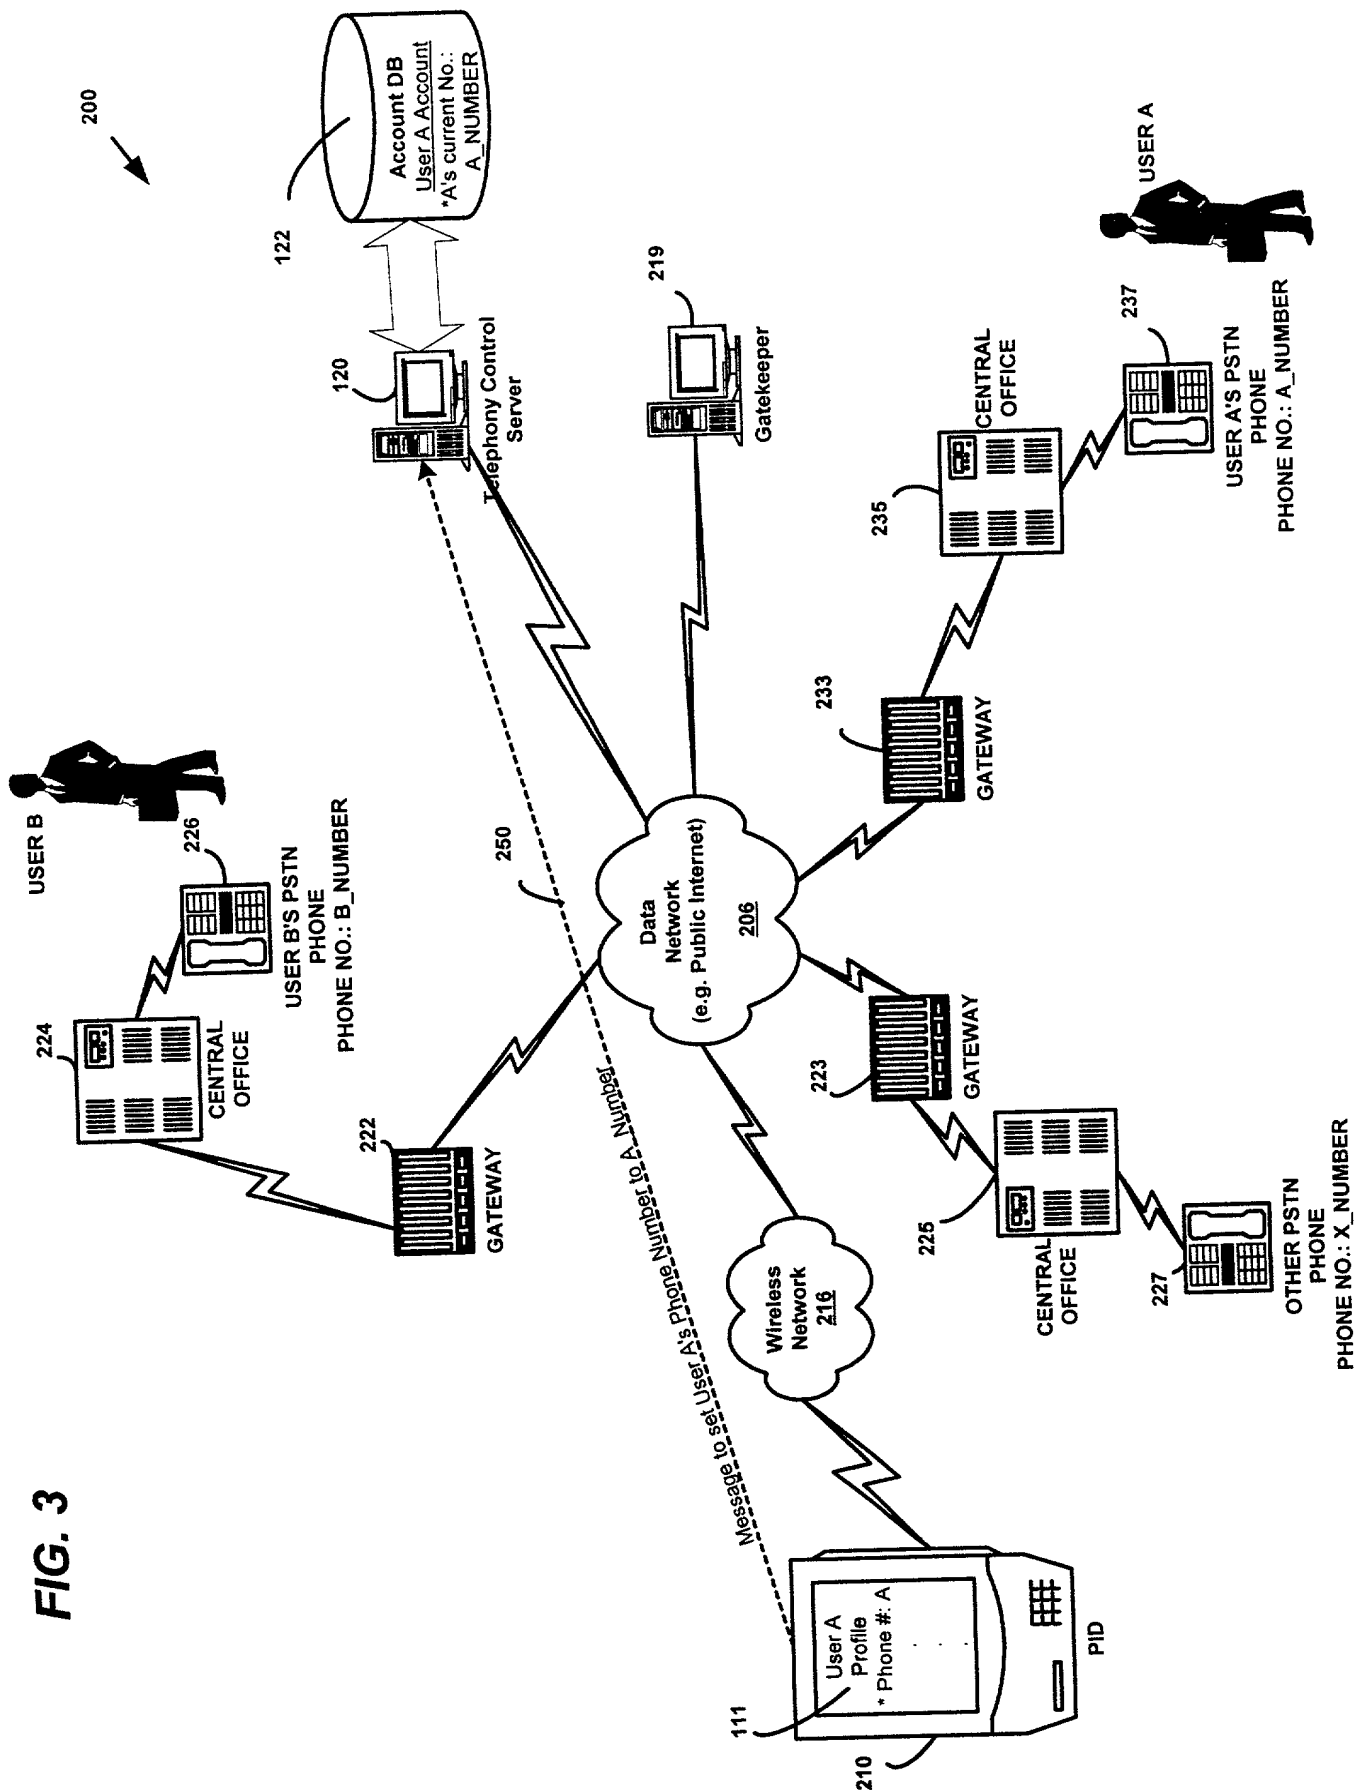 FIG. 3
200
122
Account DB
User A Account
*A's current No.:
A_NUMBER
120
Telephony Control
Server
219
Gatekeeper
USER B
226
USER B'S PSTN
PHONE
PHONE NO.: B_NUMBER
224
CENTRAL
OFFICE
222
GATEWAY
250
Message to set User A's Phone Number to A_Number
Data
Network
(e.g. Public Internet)
206
Wireless
Network
216
233
GATEWAY
235
CENTRAL
OFFICE
237
USER A
USER A'S PSTN
PHONE
PHONE NO.: A_NUMBER
223
GATEWAY
225
CENTRAL
OFFICE
227
OTHER PSTN
PHONE
PHONE NO.: X_NUMBER
111
210
User A
Profile
* Phone #: A
PID